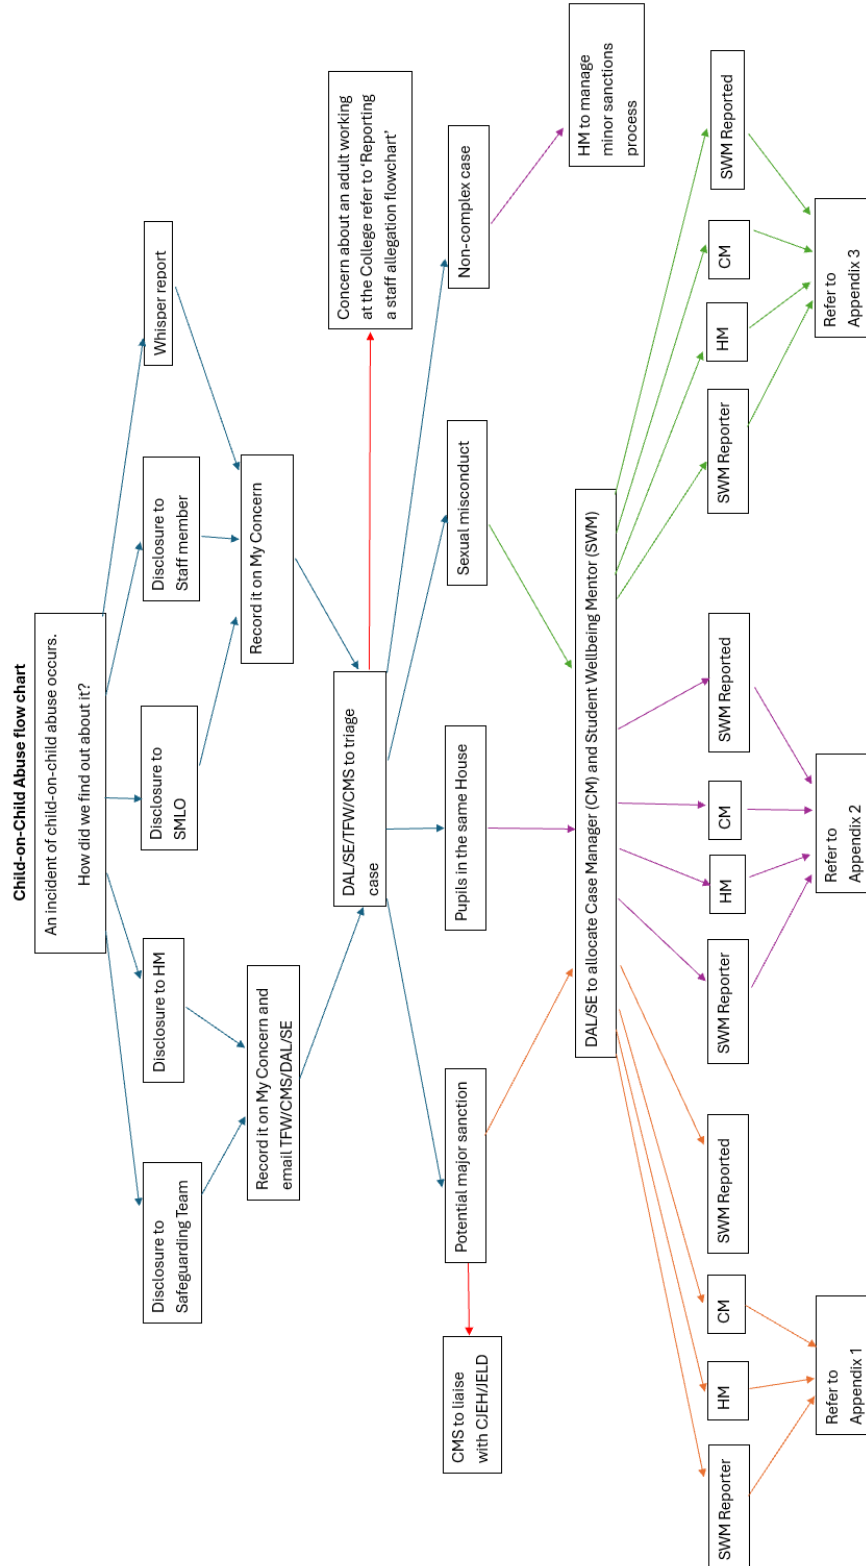 Child-on-Child Abuse flow chart
An incident of child-on-child abuse occurs.
How did we find out about it?
Disclosure to
Safeguarding Team
Disclosure to HM
Disclosure to
SMLO
Disclosure to
Staff member
Whisper report
Record it on My Concern and
email TFW/CMS/DAL/SE
Record it on My Concern
DAL/SE/TFW/CMS to triage
case
Concern about an adult working
at the College refer to ‘Reporting
a staff allegation flowchart’
CMS to liaise
with CJEH/JELD
Potential major sanction
Pupils in the same House
Sexual misconduct
Non-complex case
HM to manage
minor sanctions
process
DAL/SE to allocate Case Manager (CM) and Student Wellbeing Mentor (SWM)
SWM Reporter
HM
CM
SWM Reported
SWM Reporter
HM
CM
SWM Reported
SWM Reporter
HM
CM
SWM Reported
Refer to
Appendix 1
Refer to
Appendix 2
Refer to
Appendix 3